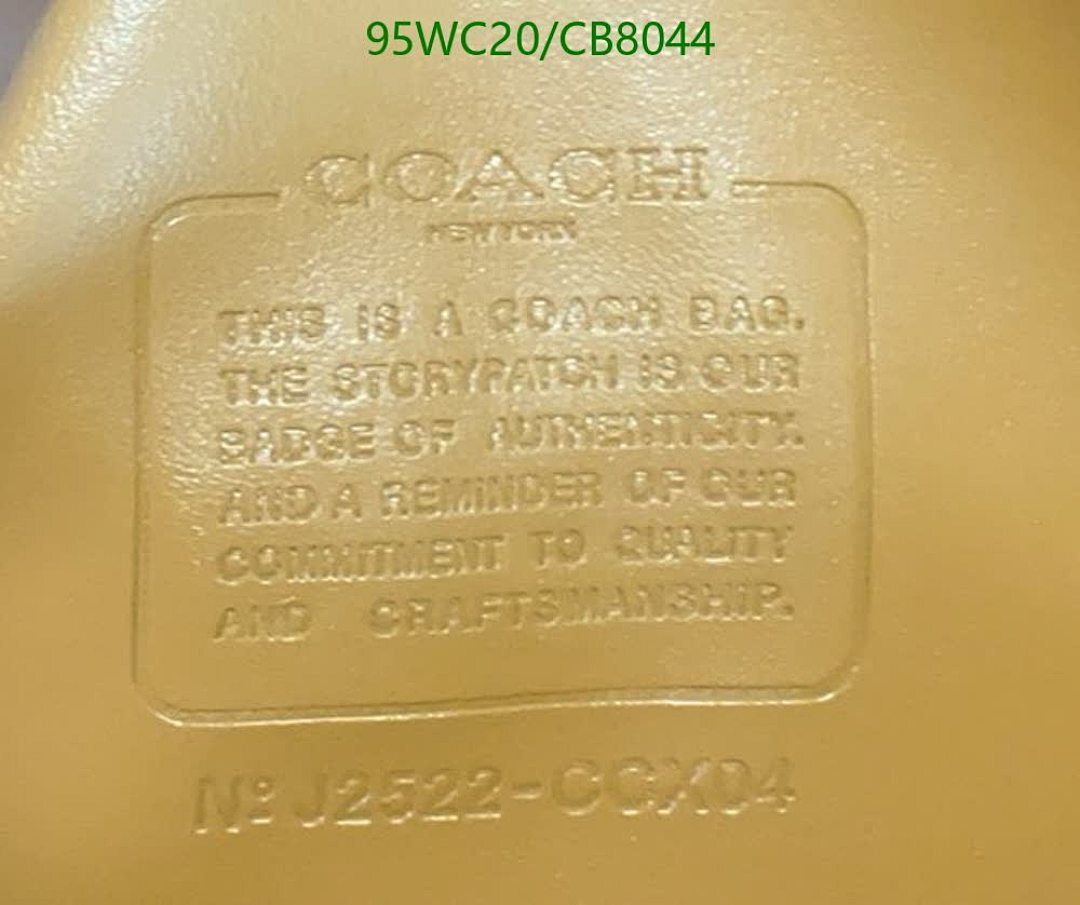 95WC20/CB8044
COACH
NEW YORK
THIS IS A COACH BAG.
THE STORYPATCH IS OUR
BADGE OF AUTHENTICITY.
AND A REMINDER OF OUR
COMMITMENT TO QUALITY
AND CRAFTSMANSHIP.
Nº J2522-CCX04